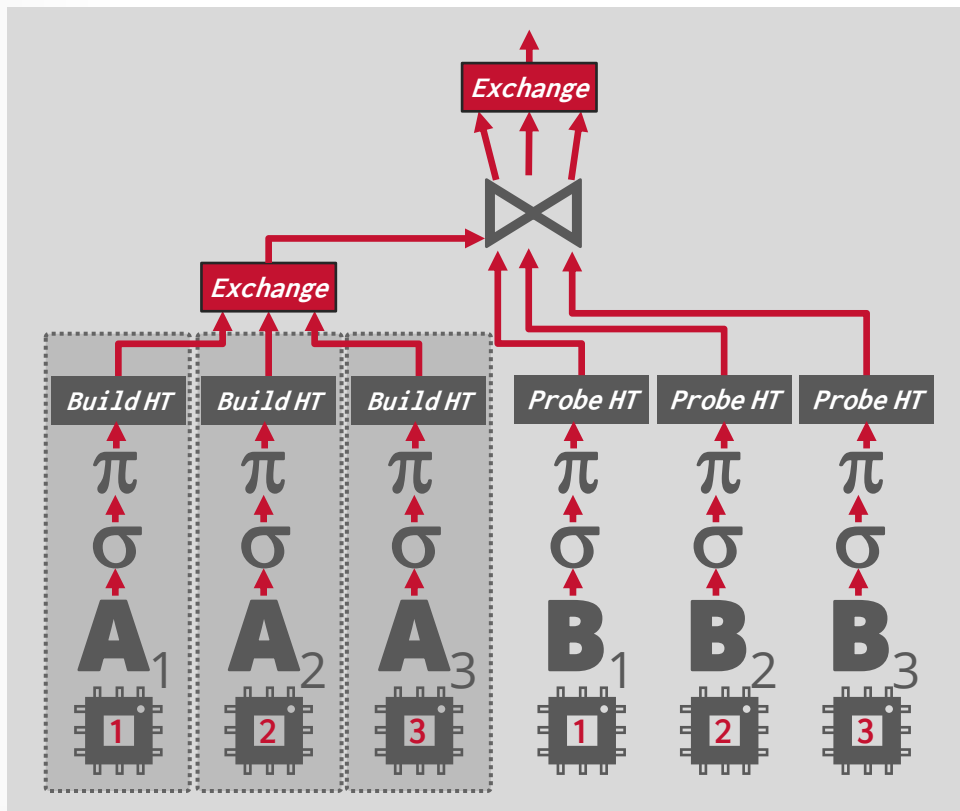 Exchange
Exchange
Build HT Build HT Build HT Probe HT Probe HT Probe HT
π π π π π π
σ σ σ σ σ σ
A1 A2 A3 B1 B2 B3
1 2 3 1 2 3